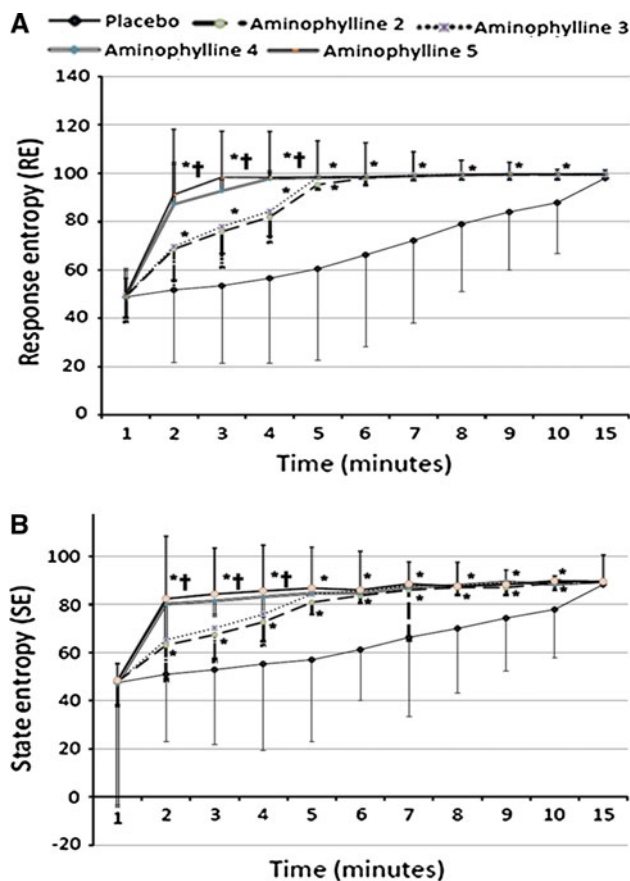 A
Placebo Aminophylline 2 Aminophylline 3
Aminophylline 4 Aminophylline 5
140
120
*† *† *† * * * * * *
100
* *
80
* *
60
40
20
0
Response entropy (RE)
1 2 3 4 5 6 7 8 9 10 15
Time (minutes)
B
100
*† *† *† * * * * * *
80
* * * * * * * * *
60
40
20
0
-20
State entropy (SE)
1 2 3 4 5 6 7 8 9 10 15
Time (minutes)